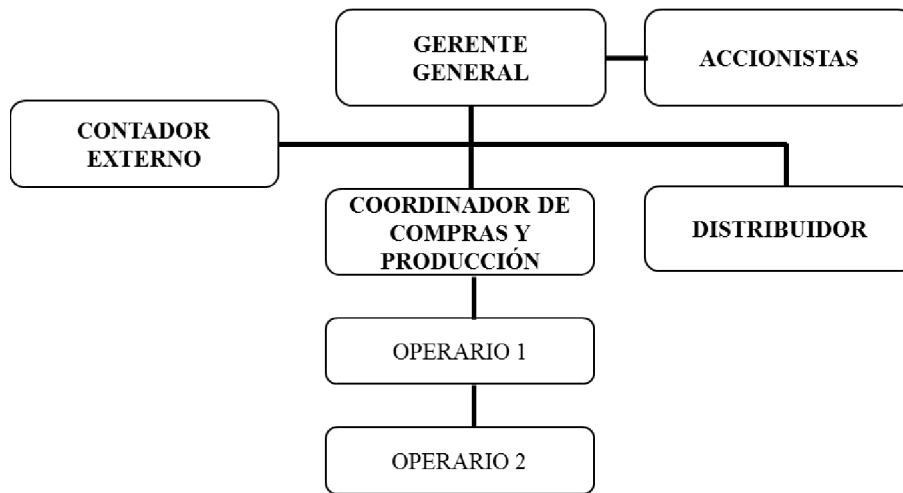 GERENTE
GENERAL
ACCIONISTAS
CONTADOR
EXTERNO
COORDINADOR DE
COMPRAS Y
PRODUCCIÓN
DISTRIBUIDOR
OPERARIO 1
OPERARIO 2